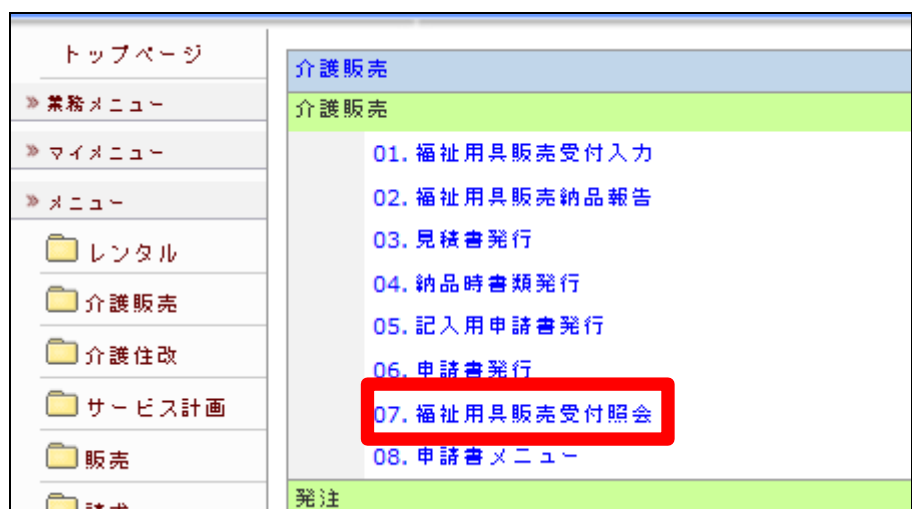 トップページ
» 業務メニュー
» マイメニュー
» メニュー
レンタル
介護販売
介護住改
サービス計画
販売
介護販売
介護販売
01. 福祉用具販売受付入力
02. 福祉用具販売納品報告
03. 見積書発行
04. 納品時書類発行
05. 記入用申請書発行
06. 申請書発行
07. 福祉用具販売受付照会
08. 申請書メニュー
発注